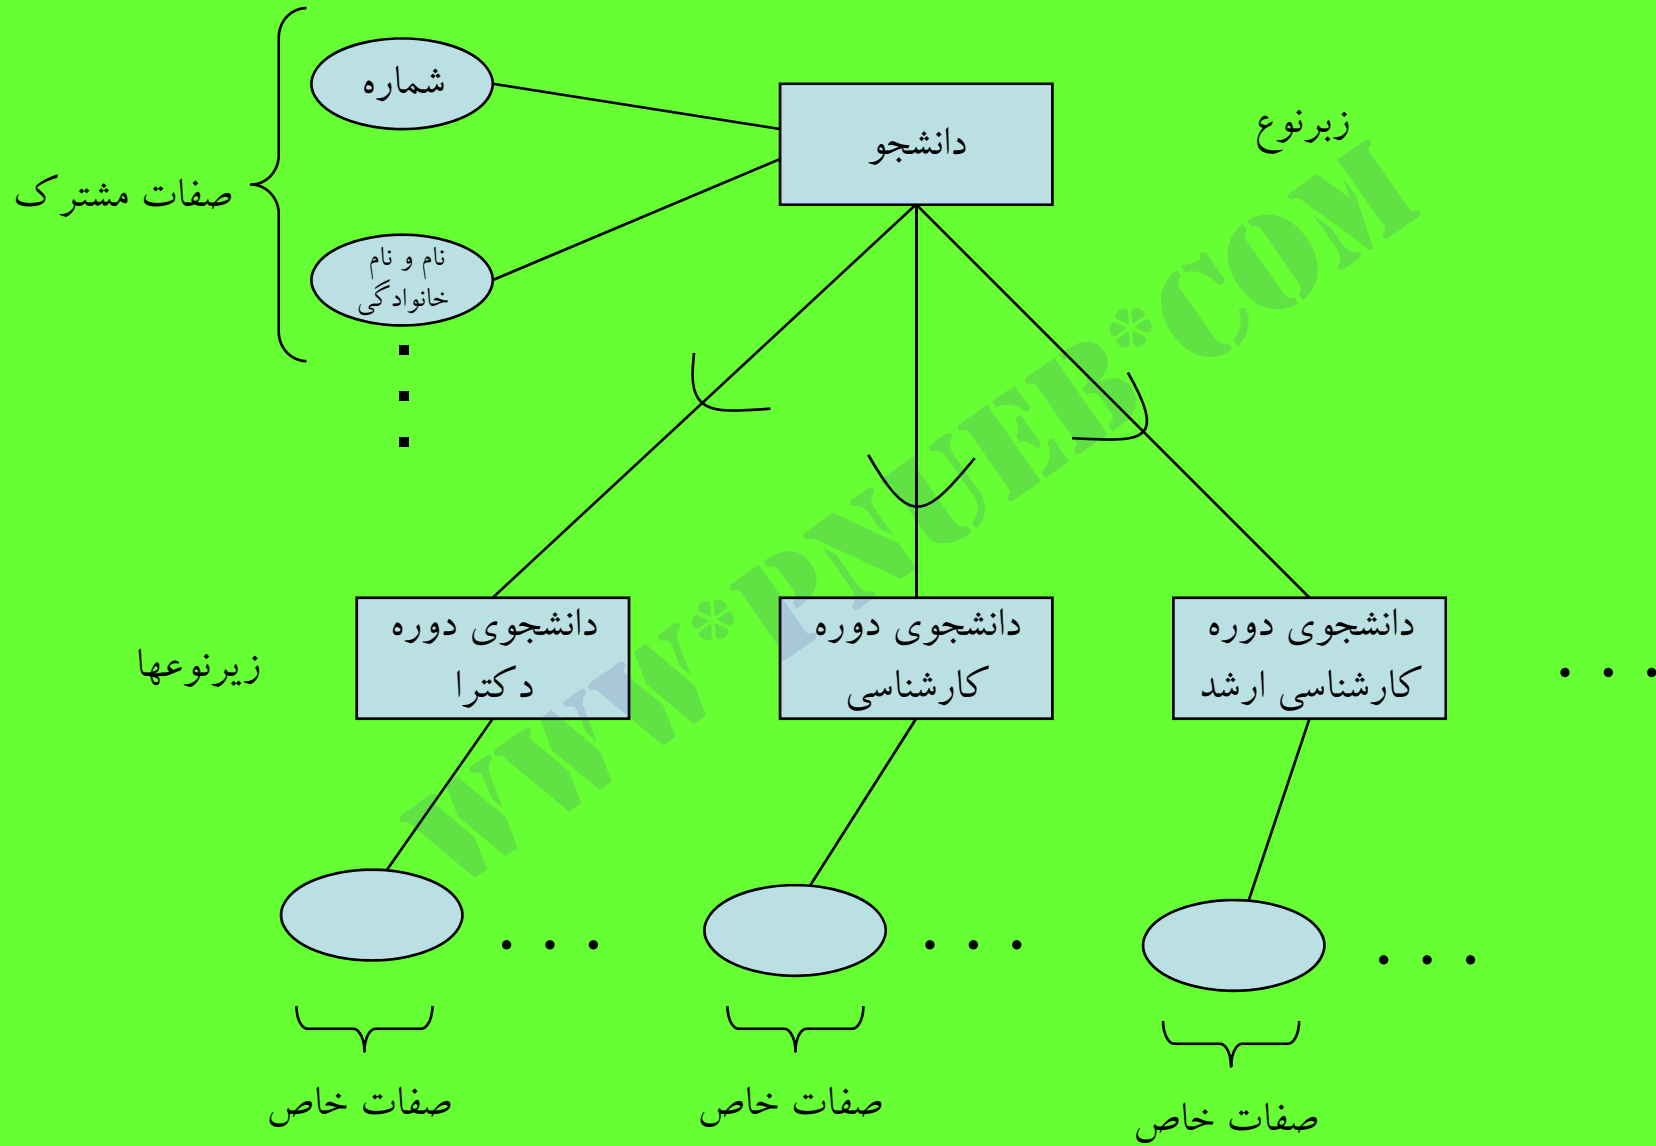 شماره
دانشجو
زبرنوع
صفات مشترک
نام و نام
خانوادگی
دانشجوی دوره
کارشناسی ارشد
دانشجوی دوره
کارشناسی
دانشجوی دوره
دکترا
زیرنوعها
صفات خاص
صفات خاص
صفات خاص
WWW*PNUEB*COM